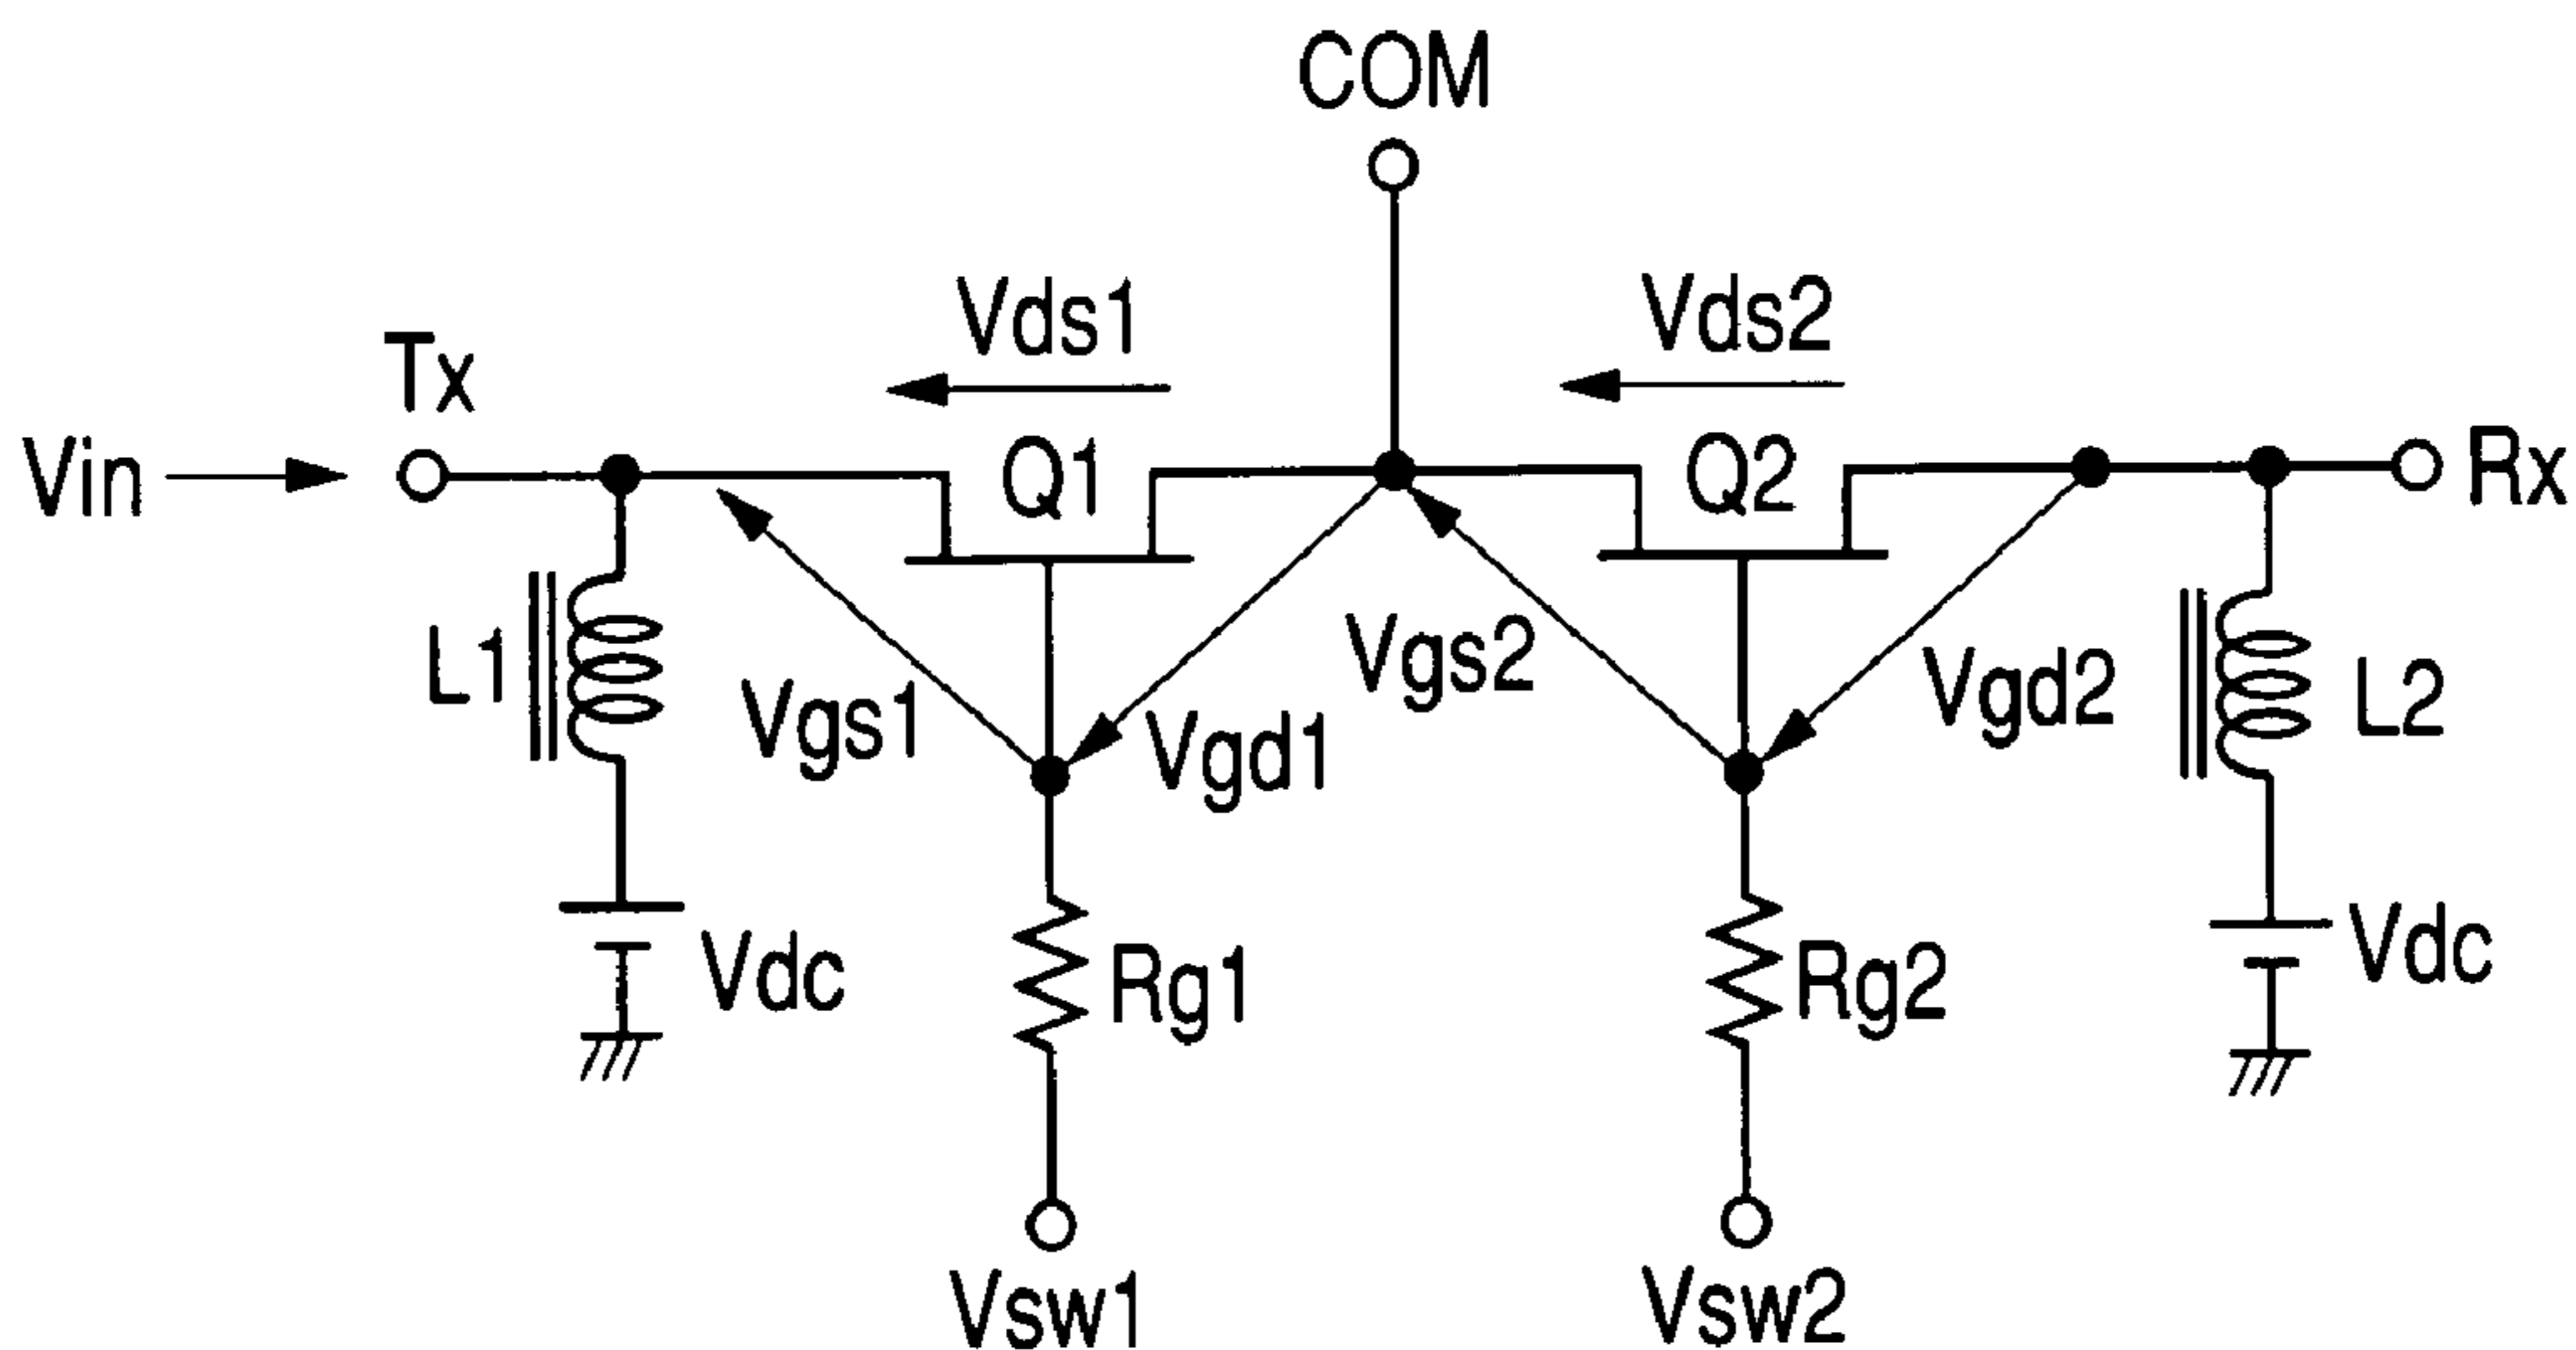 COM
Vds1
Vds2
Tx
Vin
Q1
Q2
Rx
L1
Vgs1
Vgd1
Vgs2
Vgd2
L2
Vdc
Rg1
Rg2
Vdc
Vsw1
Vsw2